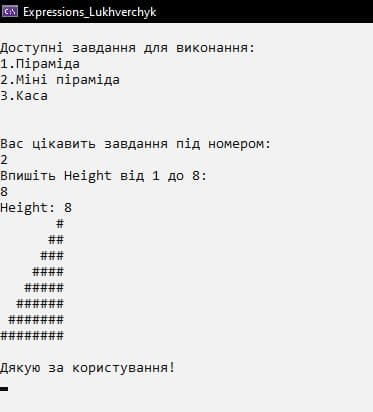 Expressions_Lukhverchyk
Доступні завдання для виконання:
1.Піраміда
2.Міні піраміда
3.Каса
Вас цікавить завдання під номером:
2
Впишіть Height від 1 до 8:
8
Height: 8
       #
      ##
     ###
    ####
   #####
  ######
 #######
########
Дякую за користування!